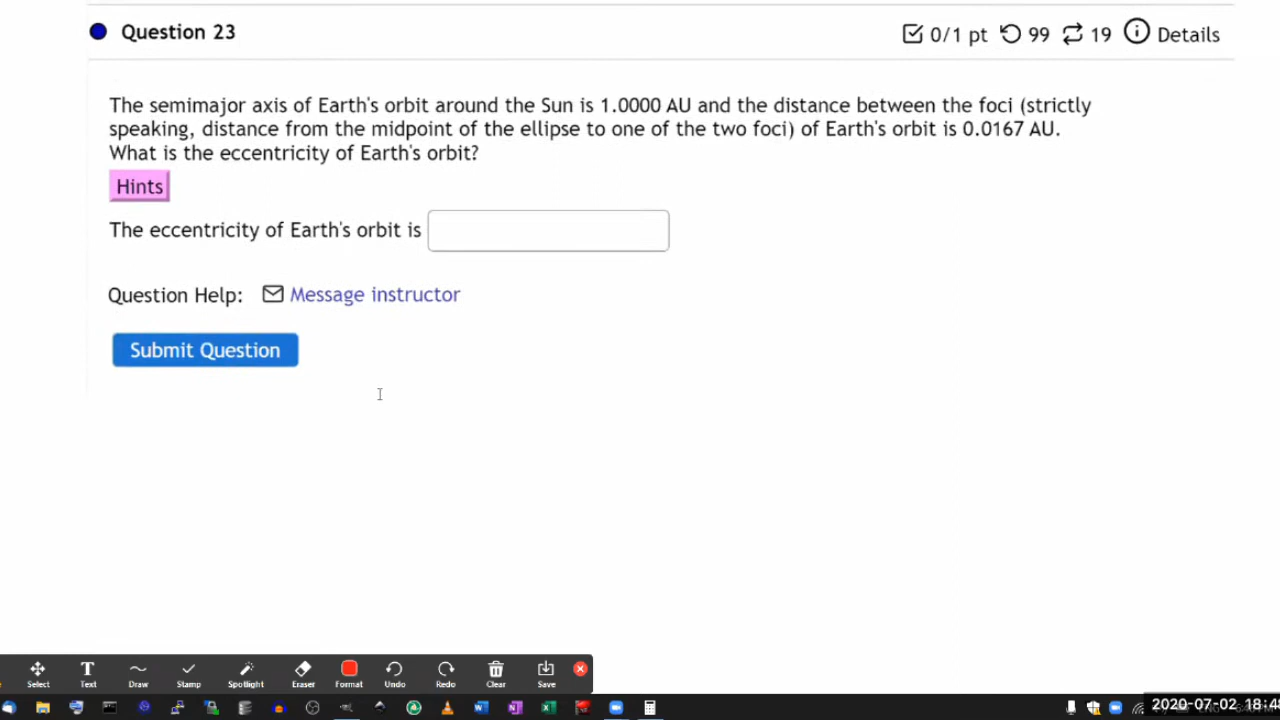 Question 23
0/1 pt 99 19 Details
The semimajor axis of Earth's orbit around the Sun is 1.0000 AU and the distance between the foci (strictly
speaking, distance from the midpoint of the ellipse to one of the two foci) of Earth's orbit is 0.0167 AU.
What is the eccentricity of Earth's orbit?
Hints
The eccentricity of Earth's orbit is
Question Help: Message instructor
Submit Question
Select Text Draw Stamp Spotlight Eraser Format Undo Redo Clear Save
2020-07-02 18:48